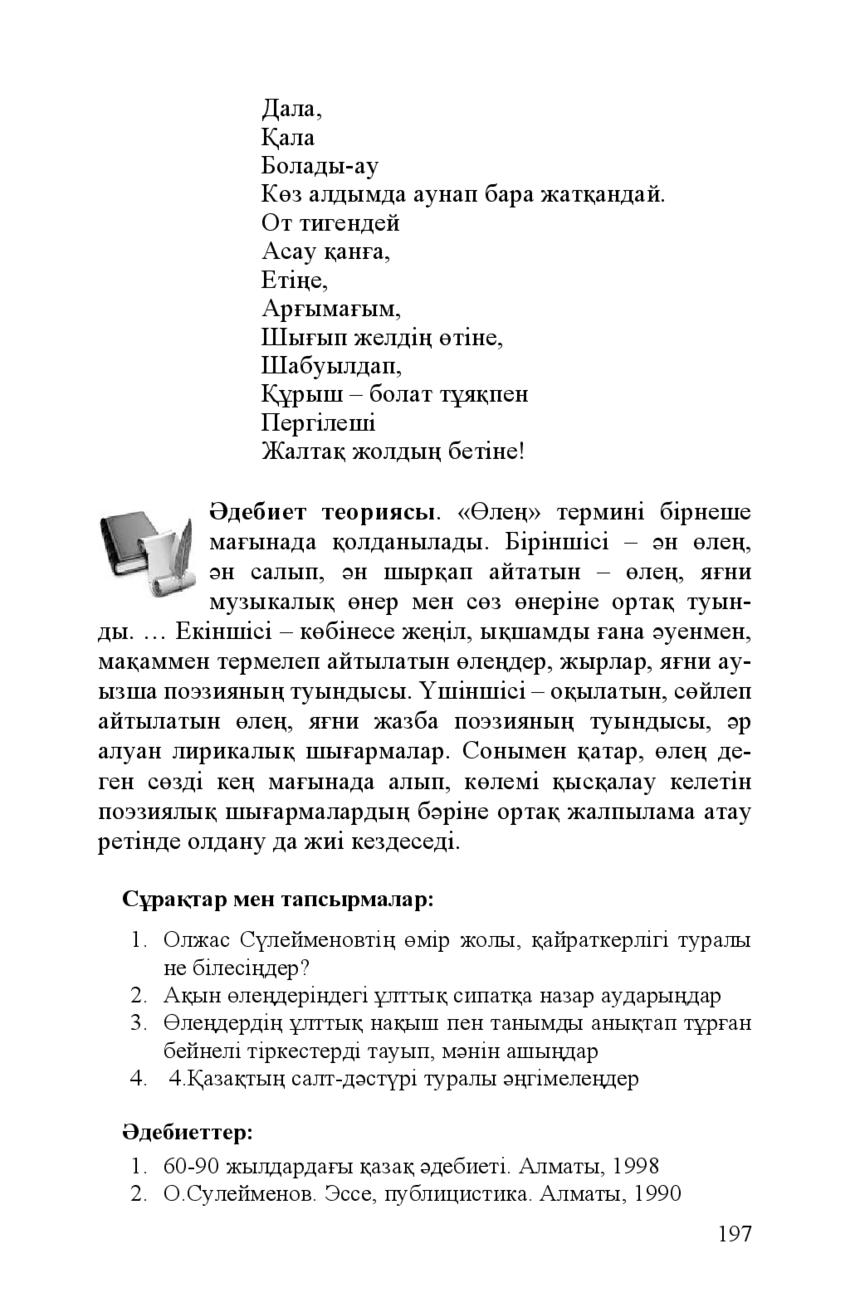 Дала,
Қала
Болады-ау
Көз алдымда аунап бара жатқандай.
От тигендей
Асау қанға,
Етіңе,
Арғымағым,
Шығып желдің өтіне,
Шабуылдап,
Құрыш – болат тұяқпен
Пергілеші
Жалтақ жолдың бетіне!
Әдебиет теориясы. «Өлең» термині бірнеше
мағынада қолданылады. Біріншісі – ән өлең,
ән салып, ән шырқап айтатын – өлең, яғни
музыкалық өнер мен сөз өнеріне ортақ туын-
ды. … Екіншісі – көбінесе жеңіл, ықшамды ғана әуенмен,
мақаммен термелеп айтылатын өлеңдер, жырлар, яғни ау-
ызша поэзияның туындысы. Үшіншісі – оқылатын, сөйлеп
айтылатын өлең, яғни жазба поэзияның туындысы, әр
алуан лирикалық шығармалар. Сонымен қатар, өлең де-
ген сөзді кең мағынада алып, көлемі қысқалау келетін
поэзиялық шығармалардың бәріне ортақ жалпылама атау
ретінде олдану да жиі кездеседі.
Сұрақтар мен тапсырмалар:
1. Олжас Сүлейменовтің өмір жолы, қайраткерлігі туралы
не білесіңдер?
2. Ақын өлеңдеріндегі ұлттық сипатқа назар аударыңдар
3. Өлеңдердің ұлттық нақыш пен танымды анықтап тұрған
бейнелі тіркестерді тауып, мәнін ашыңдар
4. 4.Қазақтың салт-дәстүрі туралы әңгімелеңдер
Әдебиеттер:
1. 60-90 жылдардағы қазақ әдебиеті. Алматы, 1998
2. О.Сулейменов. Эссе, публицистика. Алматы, 1990
197